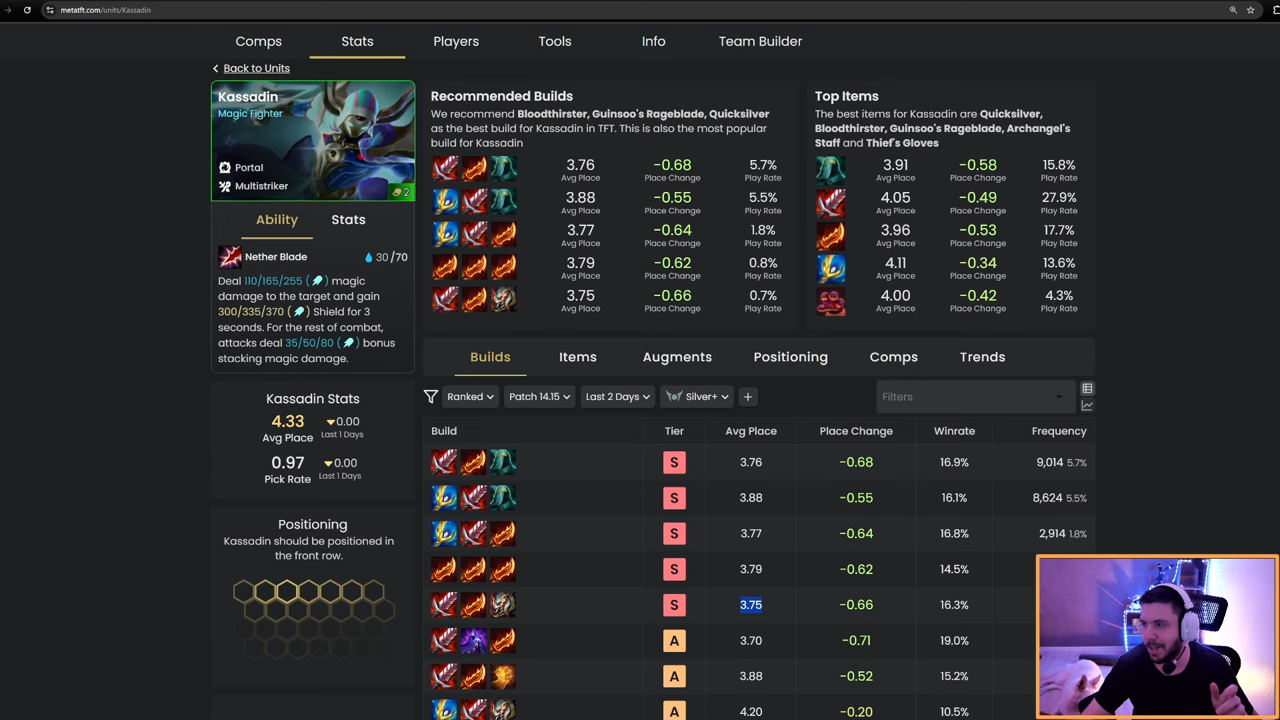 metatft.com/units/Kassadin
Comps Stats Players Tools Info Team Builder
Back to Units
Kassadin
Magic Fighter
Portal
Multistriker
2
Ability Stats
Nether Blade 30/70
Deal 110/165/255 ( ) magic
damage to the target and gain
300/335/370 ( ) Shield for 3
seconds. For the rest of combat,
attacks deal 35/50/80 ( ) bonus
stacking magic damage.
Kassadin Stats
4.33 0.00
Avg Place Last 1 Days
0.97 0.00
Pick Rate Last 1 Days
Positioning
Kassadin should be positioned in
the front row.
Recommended Builds
We recommend Bloodthirster, Guinsoo's Rageblade, Quicksilver
as the best build for Kassadin in TFT. This is also the most popular
build for Kassadin
3.76 -0.68 5.7%
Avg Place Place Change Play Rate
3.88 -0.55 5.5%
Avg Place Place Change Play Rate
3.77 -0.64 1.8%
Avg Place Place Change Play Rate
3.79 -0.62 0.8%
Avg Place Place Change Play Rate
3.75 -0.66 0.7%
Avg Place Place Change Play Rate
Top Items
The best items for Kassadin are Quicksilver,
Bloodthirster, Guinsoo's Rageblade, Archangel's
Staff and Thief's Gloves
3.91 -0.58 15.8%
Avg Place Place Change Play Rate
4.05 -0.49 27.9%
Avg Place Place Change Play Rate
3.96 -0.53 17.7%
Avg Place Place Change Play Rate
4.11 -0.34 13.6%
Avg Place Place Change Play Rate
4.00 -0.42 4.3%
Avg Place Place Change Play Rate
Builds Items Augments Positioning Comps Trends
Ranked Patch 14.15 Last 2 Days Silver+ + Filters
Build Tier Avg Place Place Change Winrate Frequency
S 3.76 -0.68 16.9% 9,014 5.7%
S 3.88 -0.55 16.1% 8,624 5.5%
S 3.77 -0.64 16.8% 2,914 1.8%
S 3.79 -0.62 14.5%
S 3.75 -0.66 16.3%
A 3.70 -0.71 19.0%
A 3.88 -0.52 15.2%
A 4.20 -0.20 10.5%